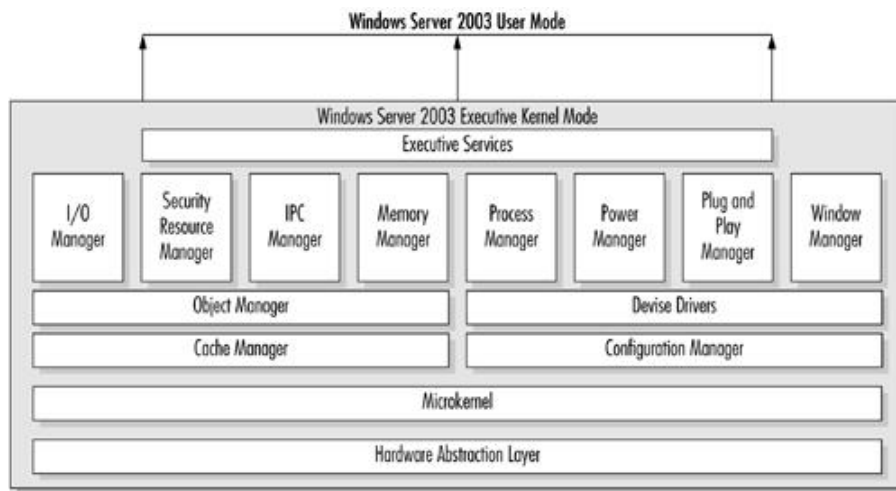 Windows Server 2003 User Mode
Windows Server 2003 Executive Kernel Mode
Executive Services
I/O
Manager
Security
Resource
Manager
IPC
Manager
Memory
Manager
Process
Manager
Power
Manager
Plug and
Play
Manager
Window
Manager
Object Manager
Devise Drivers
Cache Manager
Configuration Manager
Microkernel
Hardware Abstraction Layer